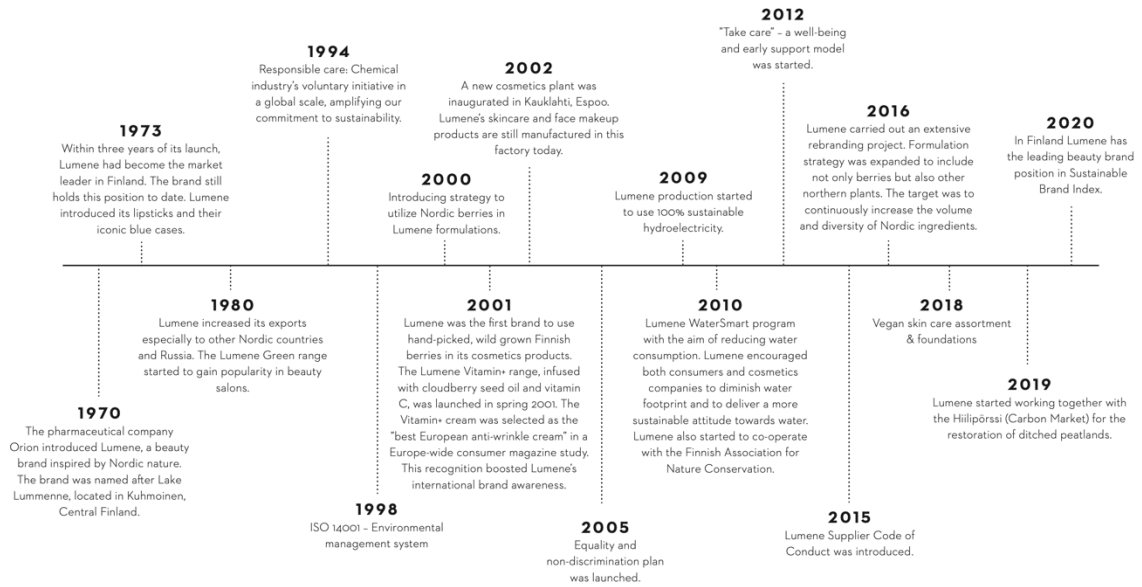 1970
The pharmaceutical company
Orion introduced Lumene, a beauty
brand inspired by Nordic nature.
The brand was named after Lake
Lummenne, located in Kuhmoinen,
Central Finland.
1973
Within three years of its launch,
Lumene had become the market
leader in Finland. The brand still
holds this position to date. Lumene
introduced its lipsticks and their
iconic blue cases.
1980
Lumene increased its exports
especially to other Nordic countries
and Russia. The Lumene Green range
started to gain popularity in beauty
salons.
1994
Responsible care: Chemical
industry's voluntary initiative in
a global scale, amplifying our
commitment to sustainability.
1998
ISO 14001 – Environmental
management system
2000
Introducing strategy to
utilize Nordic berries in
Lumene formulations.
2001
Lumene was the first brand to use
hand-picked, wild grown Finnish
berries in its cosmetics products.
The Lumene Vitamin+ range, infused
with cloudberry seed oil and vitamin
C, was launched in spring 2001. The
Vitamin+ cream was selected as the
"best European anti-wrinkle cream" in a
Europe-wide consumer magazine study.
This recognition boosted Lumene's
international brand awareness.
2002
A new cosmetics plant was
inaugurated in Kauklahti, Espoo.
Lumene's skincare and face makeup
products are still manufactured in this
factory today.
2005
Equality and
non-discrimination plan
was launched.
2009
Lumene production started
to use 100% sustainable
hydroelectricity.
2010
Lumene WaterSmart program
with the aim of reducing water
consumption. Lumene encouraged
both consumers and cosmetics
companies to diminish water
footprint and to deliver a more
sustainable attitude towards water.
Lumene also started to co-operate
with the Finnish Association for
Nature Conservation.
2012
"Take care" – a well-being
and early support model
was started.
2015
Lumene Supplier Code of
Conduct was introduced.
2016
Lumene carried out an extensive
rebranding project. Formulation
strategy was expanded to include
not only berries but also other
northern plants. The target was to
continuously increase the volume
and diversity of Nordic ingredients.
2018
Vegan skin care assortment
& foundations
2019
Lumene started working together with
the Hiilipörssi (Carbon Market) for the
restoration of ditched peatlands.
2020
In Finland Lumene has
the leading beauty brand
position in Sustainable
Brand Index.